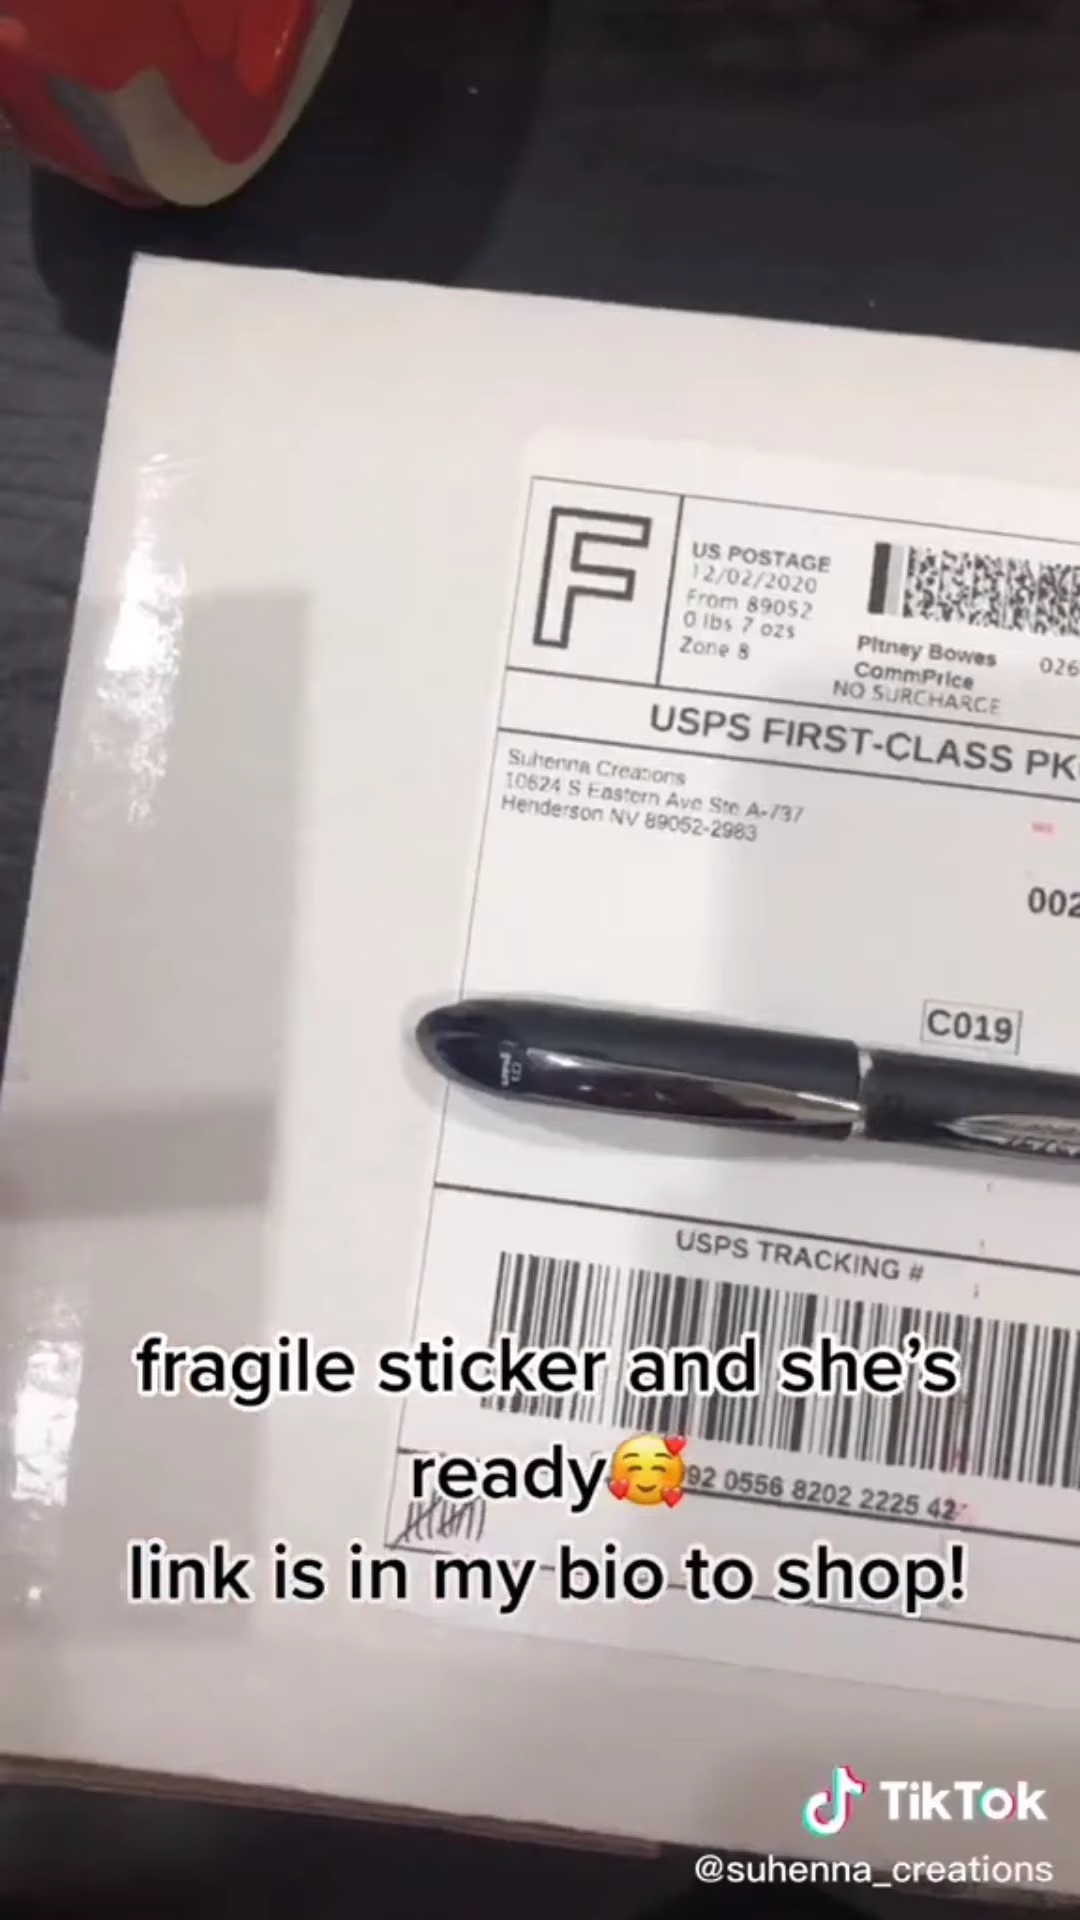 F
US POSTAGE
12/02/2020
From 89052
0 lbs 7 ozs
Zone 8
Pitney Bowes
026
CommPrice
NO SURCHARGE
USPS FIRST-CLASS PK
Suhenna Creations
10624 S Eastern Ave Ste A-737
Henderson NV 89052-2983
002
C019
USPS TRACKING #
fragile sticker and she's
ready🥰
92 0556 8202 2225 42
link is in my bio to shop!
TikTok
@suhenna_creations